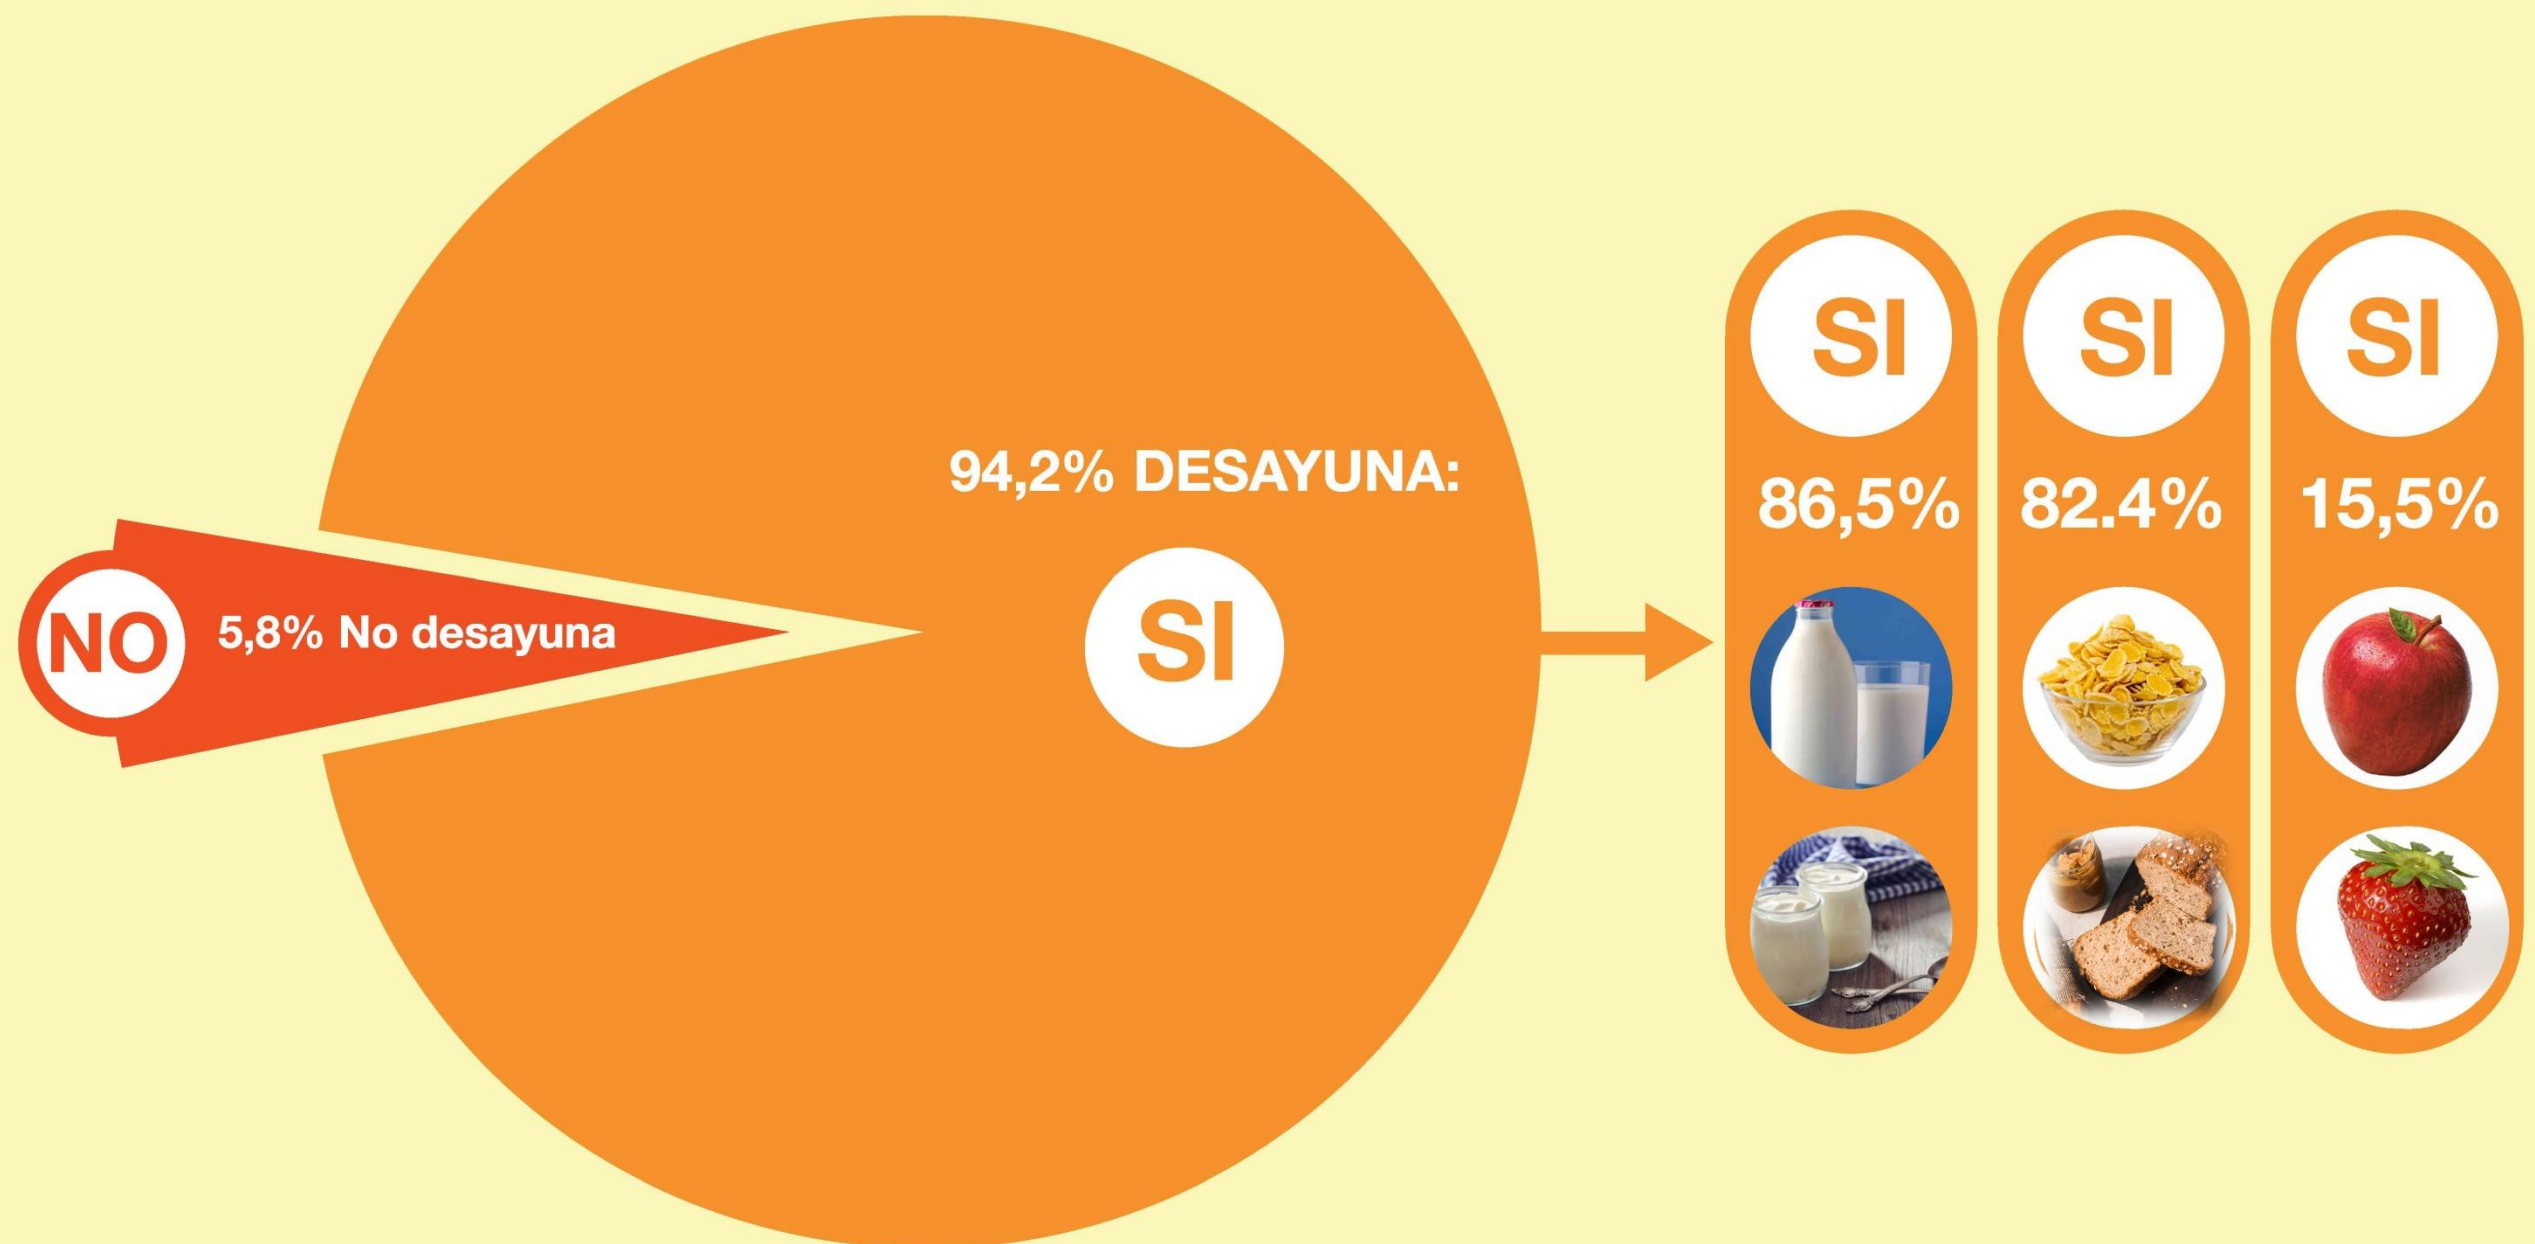 NO
5,8% No desayuna
94,2% DESAYUNA:
SI
SI
86,5%
SI
82.4%
SI
15,5%